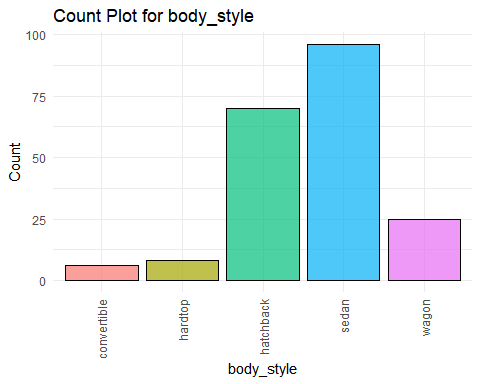 Count Plot for body_style
100
75
50
25
0
Count
convertible
hardtop
hatchback
sedan
wagon
body_style